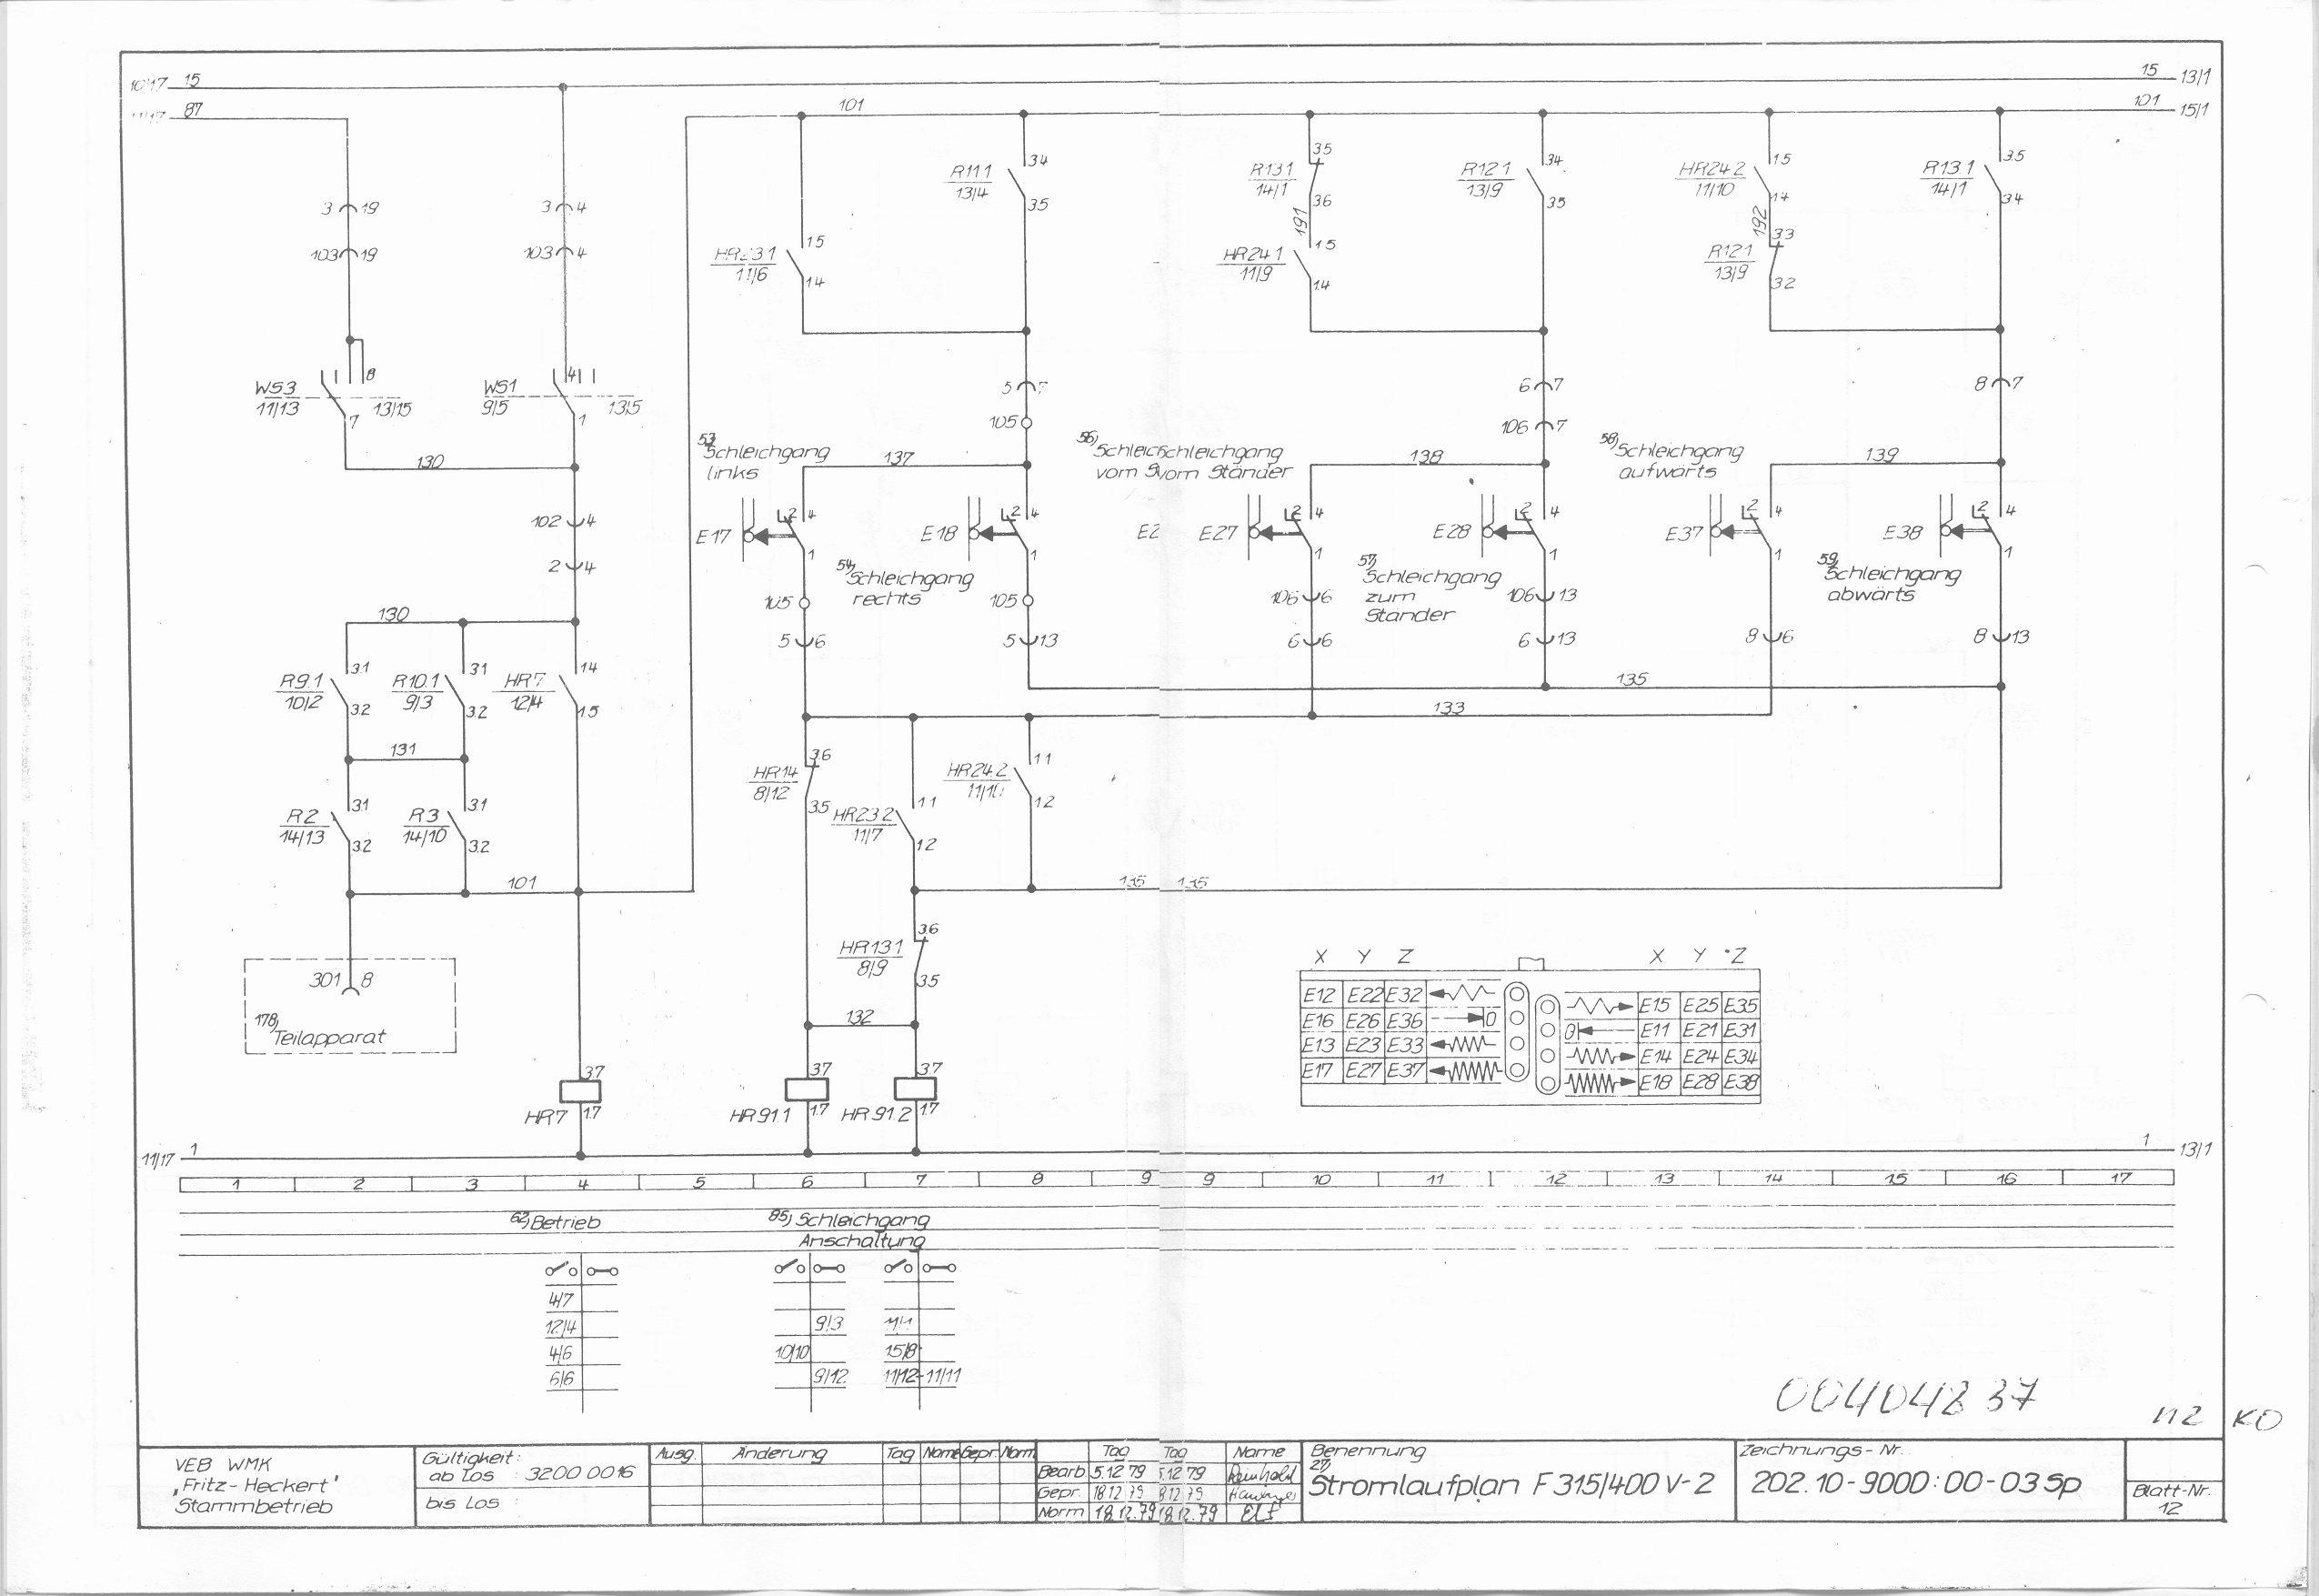 10/17 15
15 13/1
87
101
101 15/1
3 19
3 4
103 19
103 4
R11.1
13/4
34
35
HR23.1
11/6
15
14
R13.1
14/1
35
36
191
HR24.1
11/9
15
14
R12.1
13/9
34
35
HR24.2
11/10
15
14
192
R12.1
13/9
33
32
R13.1
14/1
35
34
WS3
11/13
8
13/15
7
WS1
9/5
4
13/5
1
5 7
105
6 7
106 7
8 7
130
53) Schleichgang
links
137
56) Schleichgang
vom Ständer
138
58) Schleichgang
aufwärts
139
E17
2 4
1
E18
2 4
1
E2
E27
2 4
1
E28
2 4
1
E37
2 4
1
E38
2 4
1
102 4
2 4
54) Schleichgang
rechts
57) Schleichgang
zum
Ständer
59) Schleichgang
abwärts
105
105
106 6
106 13
5 6
5 13
6 6
6 13
8 6
8 13
130
R9.1
10/2
31
32
R10.1
9/3
31
32
HR7
12/4
14
15
135
133
131
R2
14/13
31
32
R3
14/10
31
32
HR14
8/12
36
35
HR23.2
11/7
11
12
HR24.2
11/10
11
12
101
HR13.1
8/9
36
35
132
301 8
178) Teilapparat
X Y Z
X Y Z
E12 E22 E32
E15 E25 E35
E16 E26 E36
E11 E21 E31
E13 E23 E33
E14 E24 E34
E17 E27 E37
E18 E28 E38
37
HR7 17
37
HR91.1 17
37
HR91.2 17
11/17 1
1 13/1
1 2 3 4 5 6 7 8 9 9 10 11 12 13 14 15 16 17
62) Betrieb
85) Schleichgang
Anschaltung
4/7
12/4
4/6
6/6
9/3
10/10
9/12
15/8
11/12 11/11
00404837
112 KO
VEB WMK
„Fritz-Heckert"
Stammbetrieb
Gültigkeit:
ab Los : 3200 0016
bis Los :
Ausg. Änderung Tag Name Gepr. Norm
Tag Tag Name
Bearb. 5.12.79 5.12.79
Gepr. 18.12.79 8.12.79
Norm 18.12.79 18.12.79
Benennung
27) Stromlaufplan F 315/400 V-2
Zeichnungs-Nr.
202.10-9000:00-03 Sp
Blatt-Nr.
12